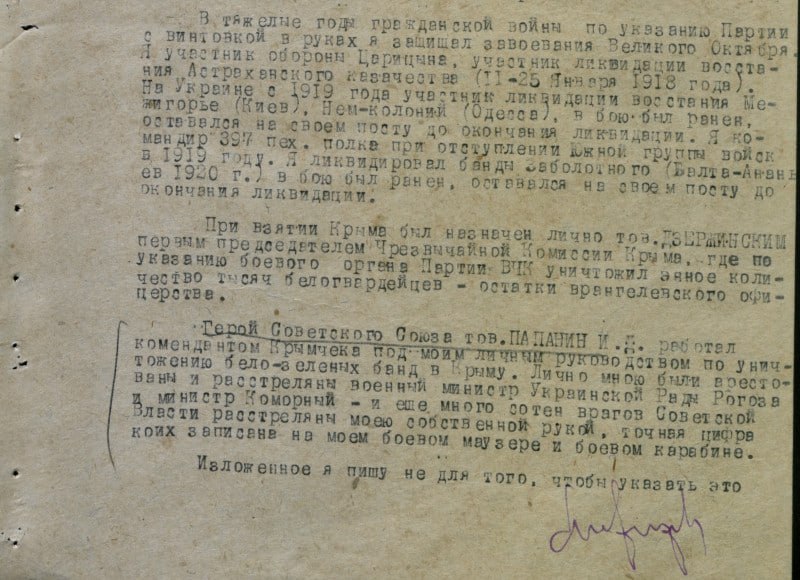 В тяжелые годы гражданской войны по указанию Партии
с винтовкой в руках я защищал завоевания Великого Октября.
Я участник обороны Царицына, участник ликвидации восста-
ния Астраханского казачества (11-25 Января 1918 года).
На Украине с 1919 года участник ликвидации восстания Ме-
жигорье (Киев), Нем-колоний (Одесса), в бою был ранен,
оставался на своем посту до окончания ликвидации. Я ко-
мандир 397 пех. полка при отступлении Южной группы войск
в 1919 году. Я ликвидировал банды Заболотного (Балта-Анань
ев 1920 г.) в бою был ранен, оставался на своем посту до
окончания ликвидации.
При взятии Крыма был назначен лично тов.ДЗЕРЖИНСКИМ
первым председателем Чрезвычайной Комиссии Крыма, где по
указанию боевого органа Партии ВЧК уничтожил энное коли-
чество тысяч белогвардейцев - остатки врангелевского офи-
церства.
Герой Советского Союза тов.ПАПАНИН И.Д. работал
комендантом Крымчека под моим личным руководством по унич-
тожению бело-зеленых банд в Крыму. Лично мною были аресто-
ваны и расстреляны военный министр Украинской Рады Рогоза
и министр Коморный - и еще много сотен врагов Советской
Власти расстреляны моею собственной рукой, точная цифра
коих записана на моем боевом маузере и боевом карабине.
Изложенное я пишу не для того, чтобы указать это